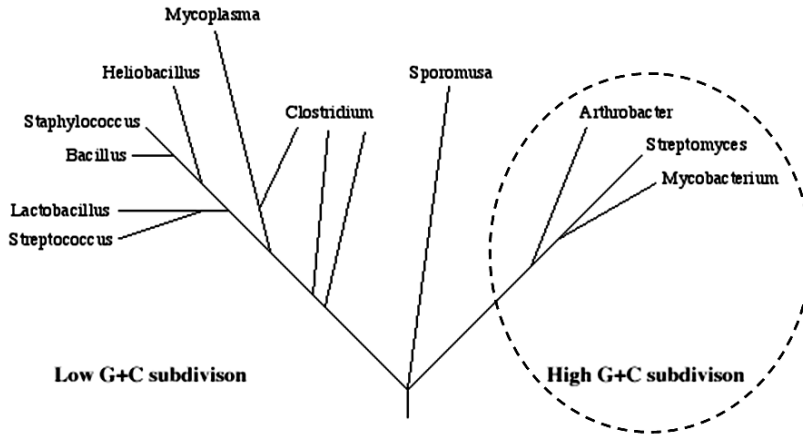 Mycoplasma
Heliobacillus
Sporomusa
Clostridium
Arthrobacter
Staphylococcus
Streptomyces
Bacillus
Mycobacterium
Lactobacillus
Streptococcus
Low G+C subdivison
High G+C subdivison